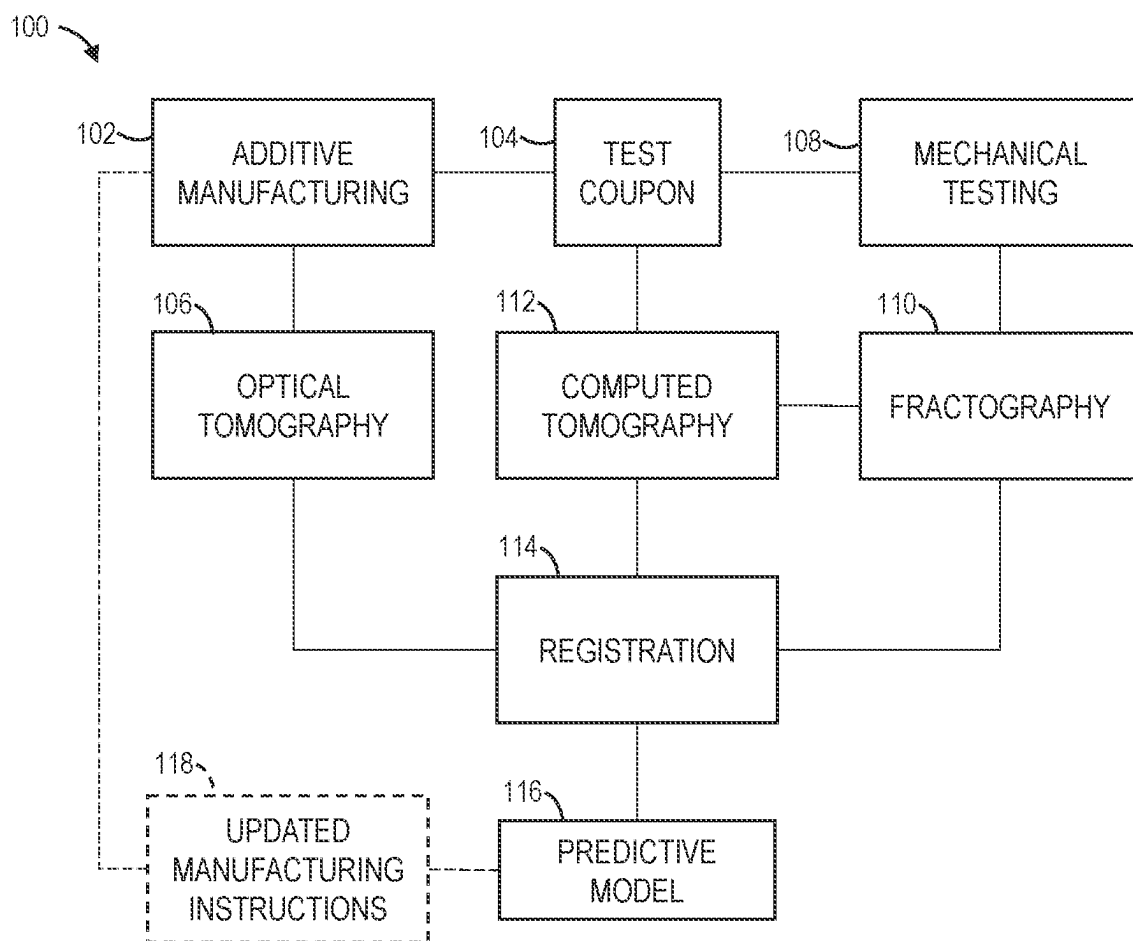 100
102
ADDITIVE
MANUFACTURING
104
TEST
COUPON
108
MECHANICAL
TESTING
106
OPTICAL
TOMOGRAPHY
112
COMPUTED
TOMOGRAPHY
110
FRACTOGRAPHY
114
REGISTRATION
118
UPDATED
MANUFACTURING
INSTRUCTIONS
116
PREDICTIVE
MODEL